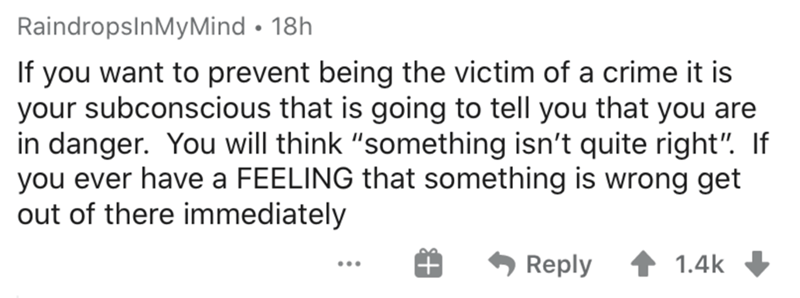 RaindropsInMyMind • 18h
If you want to prevent being the victim of a crime it is
your subconscious that is going to tell you that you are
in danger.  You will think “something isn’t quite right”.  If
you ever have a FEELING that something is wrong get
out of there immediately
... Reply 1.4k